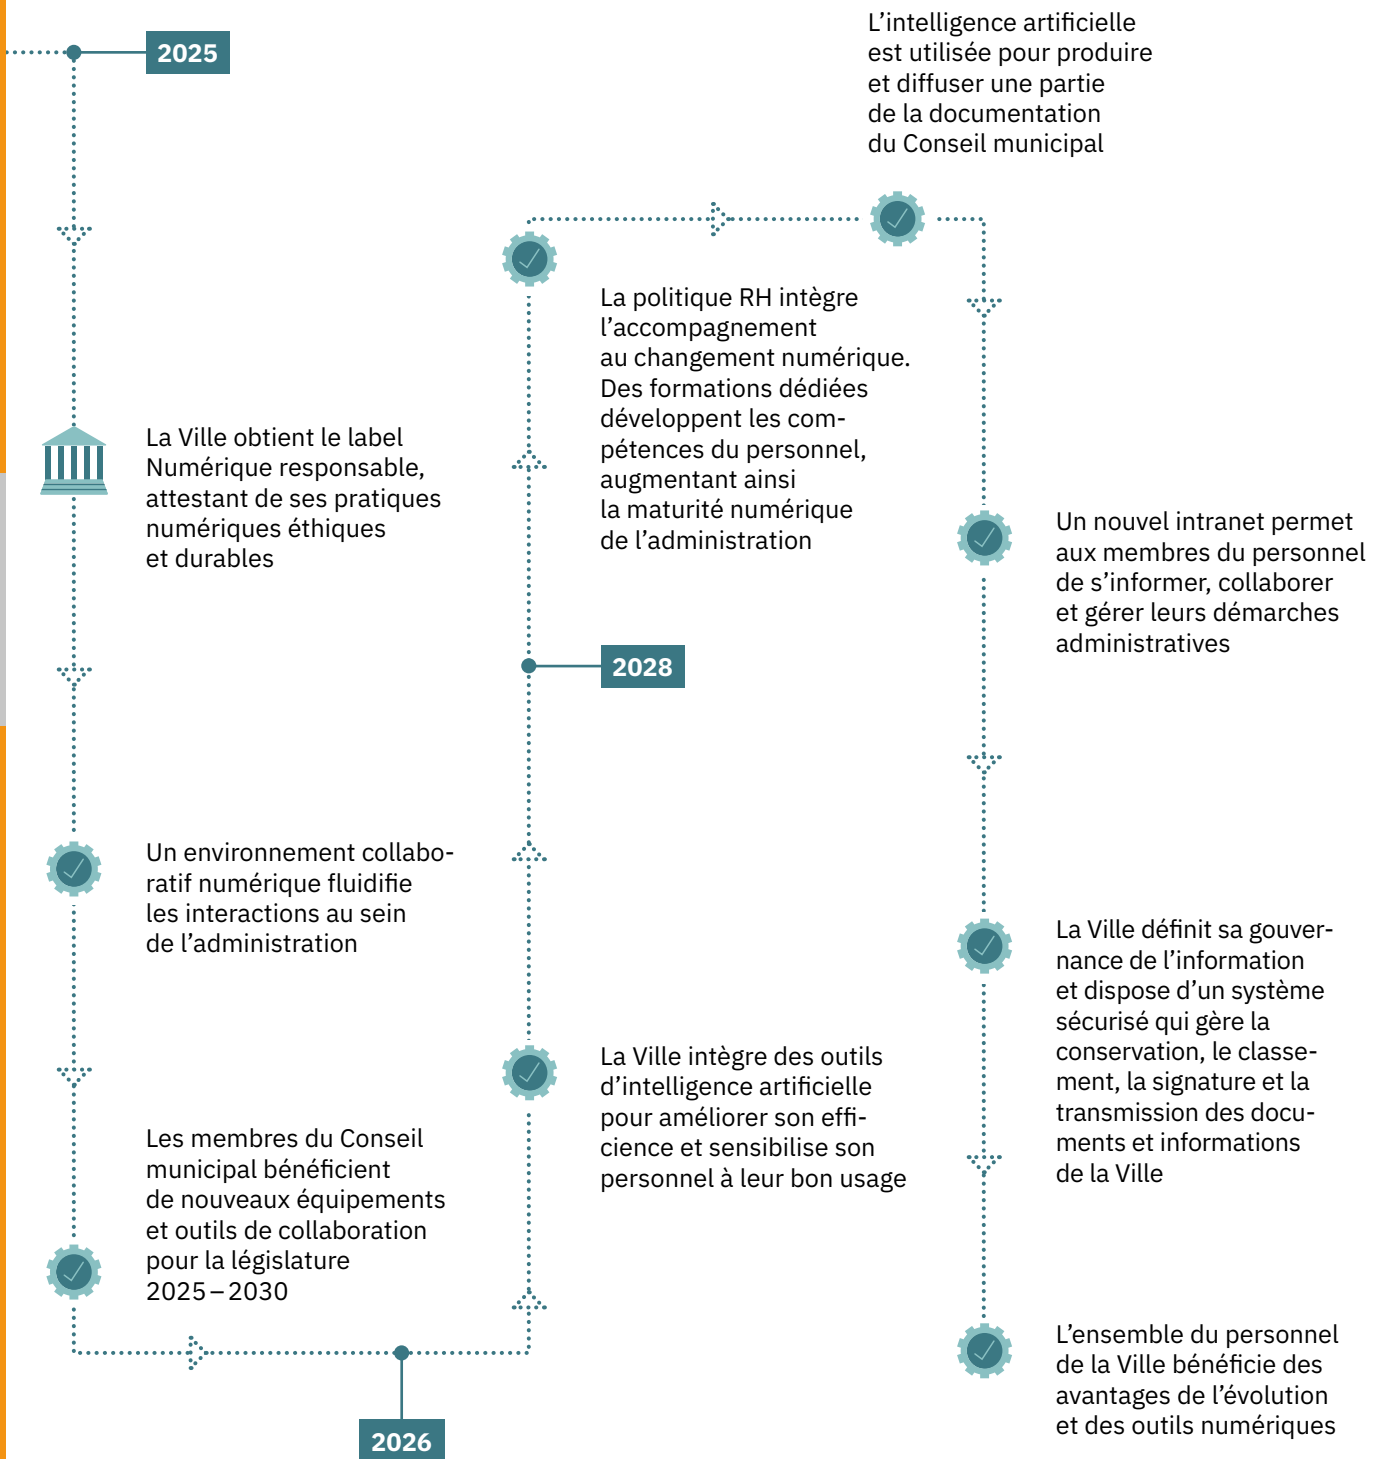 2025
La Ville obtient le label
Numérique responsable,
attestant de ses pratiques
numériques éthiques
et durables
Un environnement collabo-
ratif numérique fluidifie
les interactions au sein
de l’administration
Les membres du Conseil
municipal bénéficient
de nouveaux équipements
et outils de collaboration
pour la législature
2025 – 2030
2026
La Ville intègre des outils
d’intelligence artificielle
pour améliorer son effi-
cience et sensibilise son
personnel à leur bon usage
2028
La politique RH intègre
l’accompagnement
au changement numérique.
Des formations dédiées
développent les com-
pétences du personnel,
augmentant ainsi
la maturité numérique
de l’administration
L’intelligence artificielle
est utilisée pour produire
et diffuser une partie
de la documentation
du Conseil municipal
Un nouvel intranet permet
aux membres du personnel
de s’informer, collaborer
et gérer leurs démarches
administratives
La Ville définit sa gouver-
nance de l’information
et dispose d’un système
sécurisé qui gère la
conservation, le classe-
ment, la signature et la
transmission des docu-
ments et informations
de la Ville
L’ensemble du personnel
de la Ville bénéficie des
avantages de l’évolution
et des outils numériques